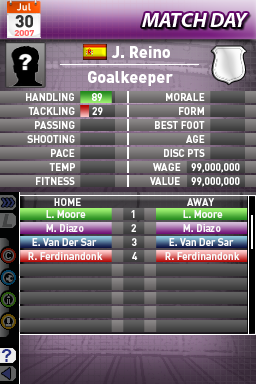 Jul
30
2007
MATCH DAY
?
J. Reino
Goalkeeper
HANDLING 89 MORALE
TACKLING 29 FORM
PASSING BEST FOOT
SHOOTING AGE
PACE DISC PTS
TEMP WAGE 99,000,000
FITNESS VALUE 99,000,000
HOME AWAY
L. Moore 1 L. Moore
M. Diazo 2 M. Diazo
E. Van Der Sar 3 E. Van Der Sar
R. Ferdinandonk 4 R. Ferdinandonk
?